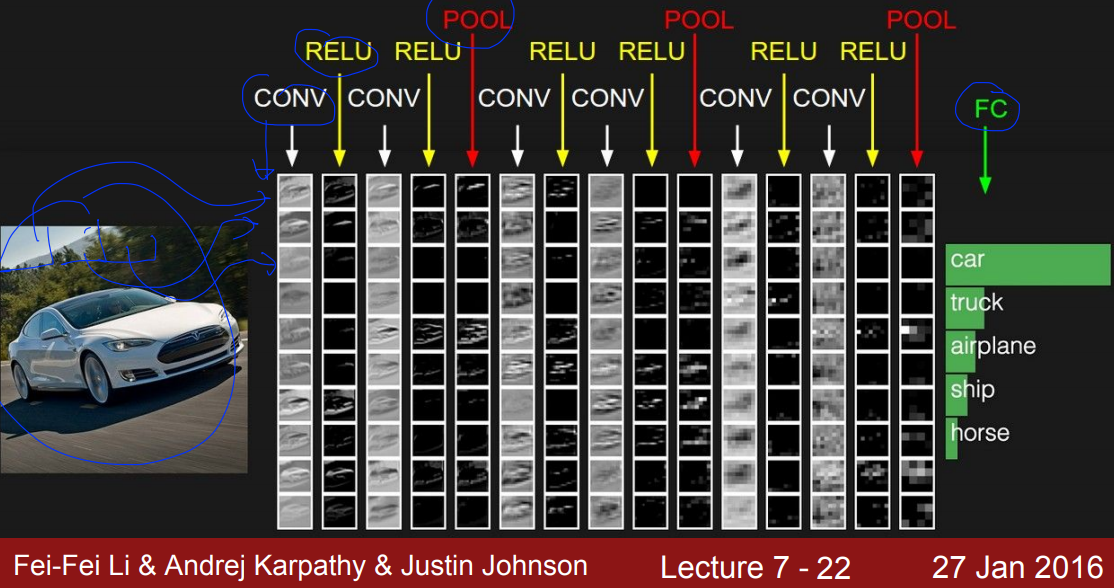 POOL POOL POOL
RELU RELU RELU RELU RELU RELU
CONV CONV CONV CONV CONV CONV
FC
car
truck
airplane
ship
horse
Fei-Fei Li & Andrej Karpathy & Justin Johnson Lecture 7 - 22 27 Jan 2016